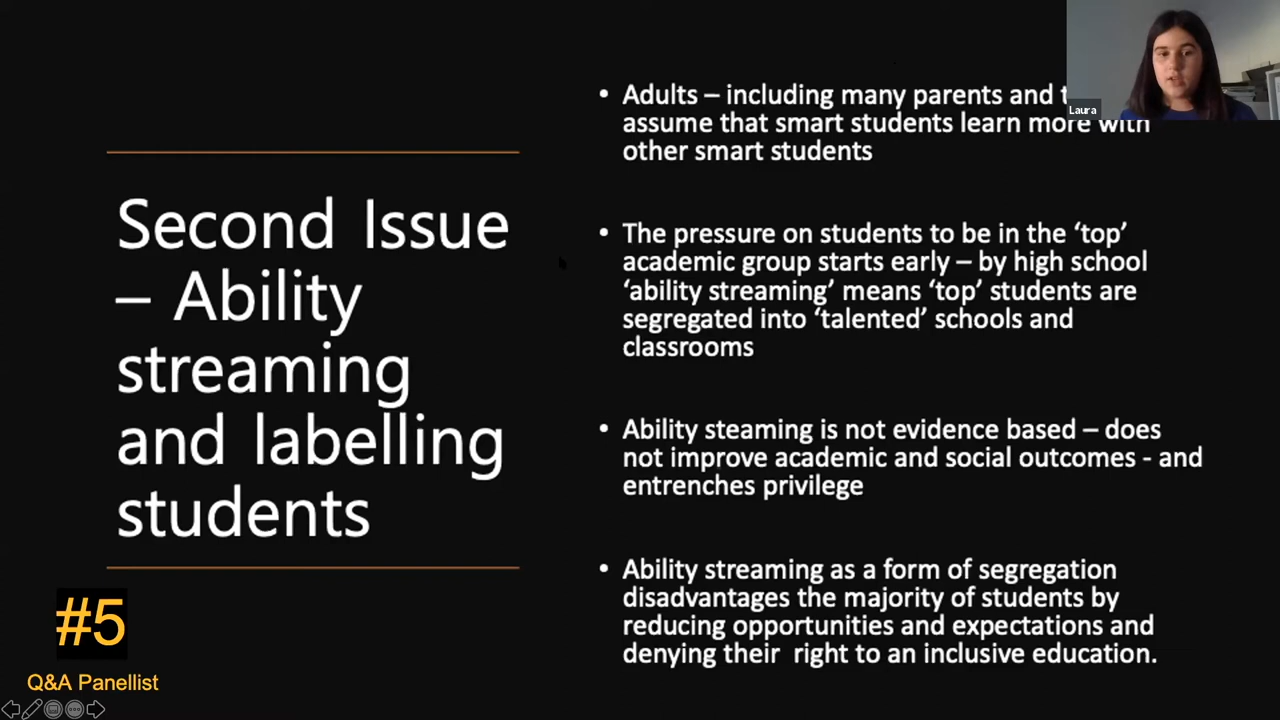 Second Issue
– Ability
streaming
and labelling
students
#5
Q&A Panellist
• Adults – including many parents and
assume that smart students learn more with
other smart students
• The pressure on students to be in the ‘top’
academic group starts early – by high school
‘ability streaming’ means ‘top’ students are
segregated into ‘talented’ schools and
classrooms
• Ability steaming is not evidence based – does
not improve academic and social outcomes - and
entrenches privilege
• Ability streaming as a form of segregation
disadvantages the majority of students by
reducing opportunities and expectations and
denying their right to an inclusive education.
Laura